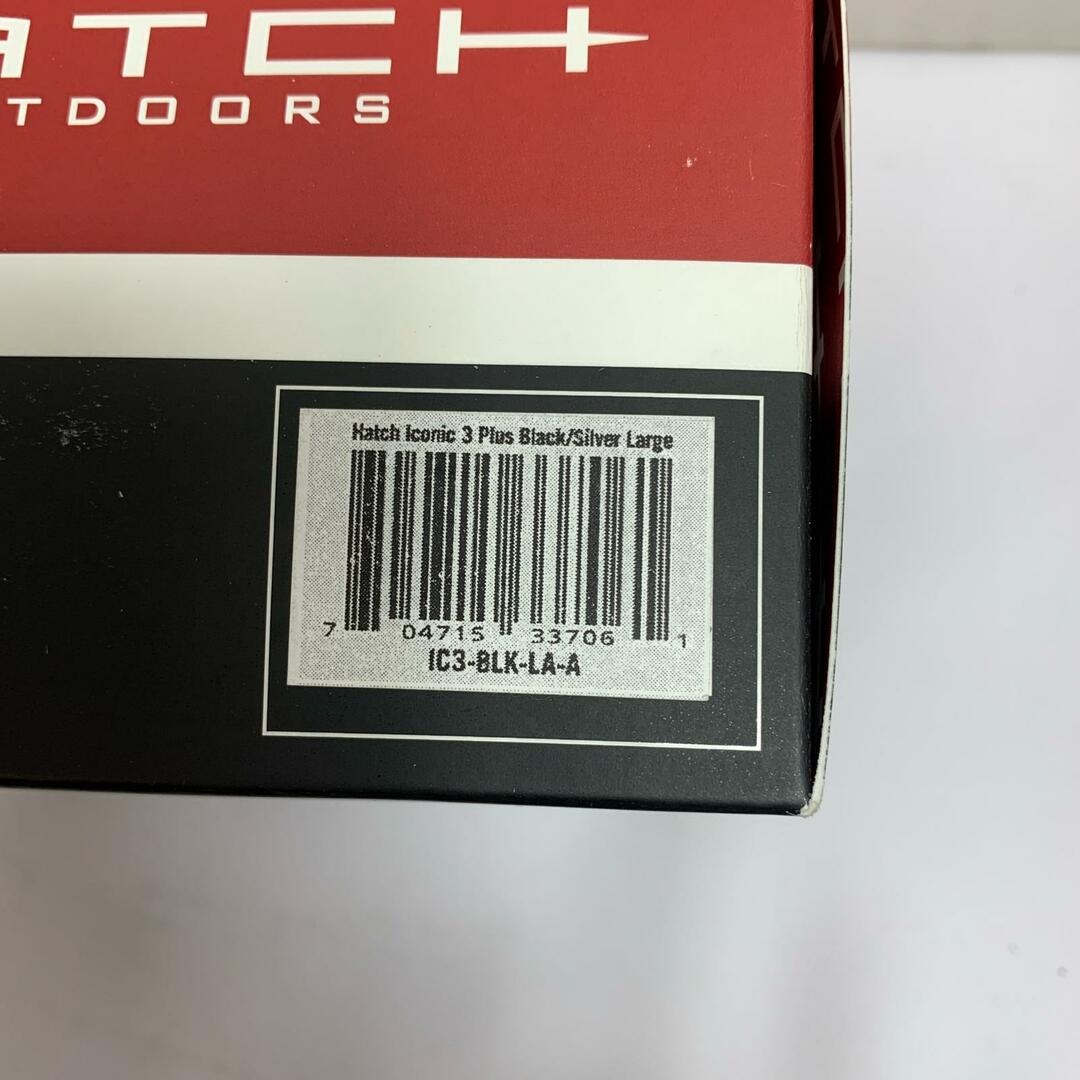 ATCH
TDOORS
Hatch Iconic 3 Plus Black/Silver Large
7 04715 33706 1
IC3-BLK-LA-A